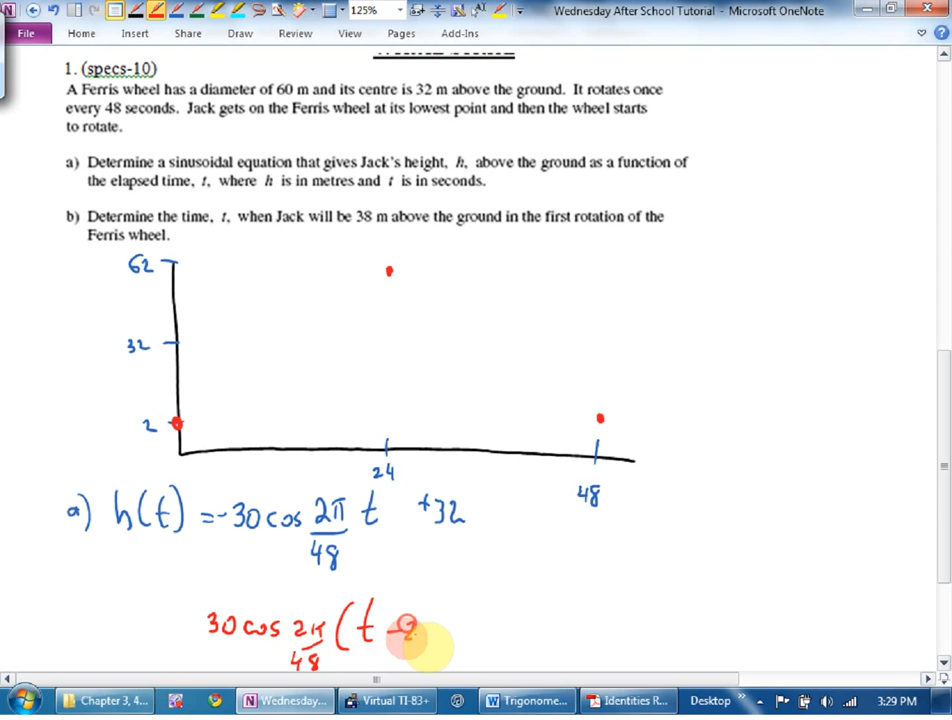 125%
Wednesday After School Tutorial - Microsoft OneNote
File Home Insert Share Draw Review View Pages Add-Ins
1. (specs-10)
A Ferris wheel has a diameter of 60 m and its centre is 32 m above the ground. It rotates once
every 48 seconds. Jack gets on the Ferris wheel at its lowest point and then the wheel starts
to rotate.
a) Determine a sinusoidal equation that gives Jack's height, h, above the ground as a function of
the elapsed time, t, where h is in metres and t is in seconds.
b) Determine the time, t, when Jack will be 38 m above the ground in the first rotation of the
Ferris wheel.
62
32
2
24
48
a) h(t) = -30 cos 2π/48 t +32
30 cos 2π/48 (t -
Chapter 3, 4 Wednesday... Virtual TI-83+ Trigonome... Identities R... Desktop 3:29 PM